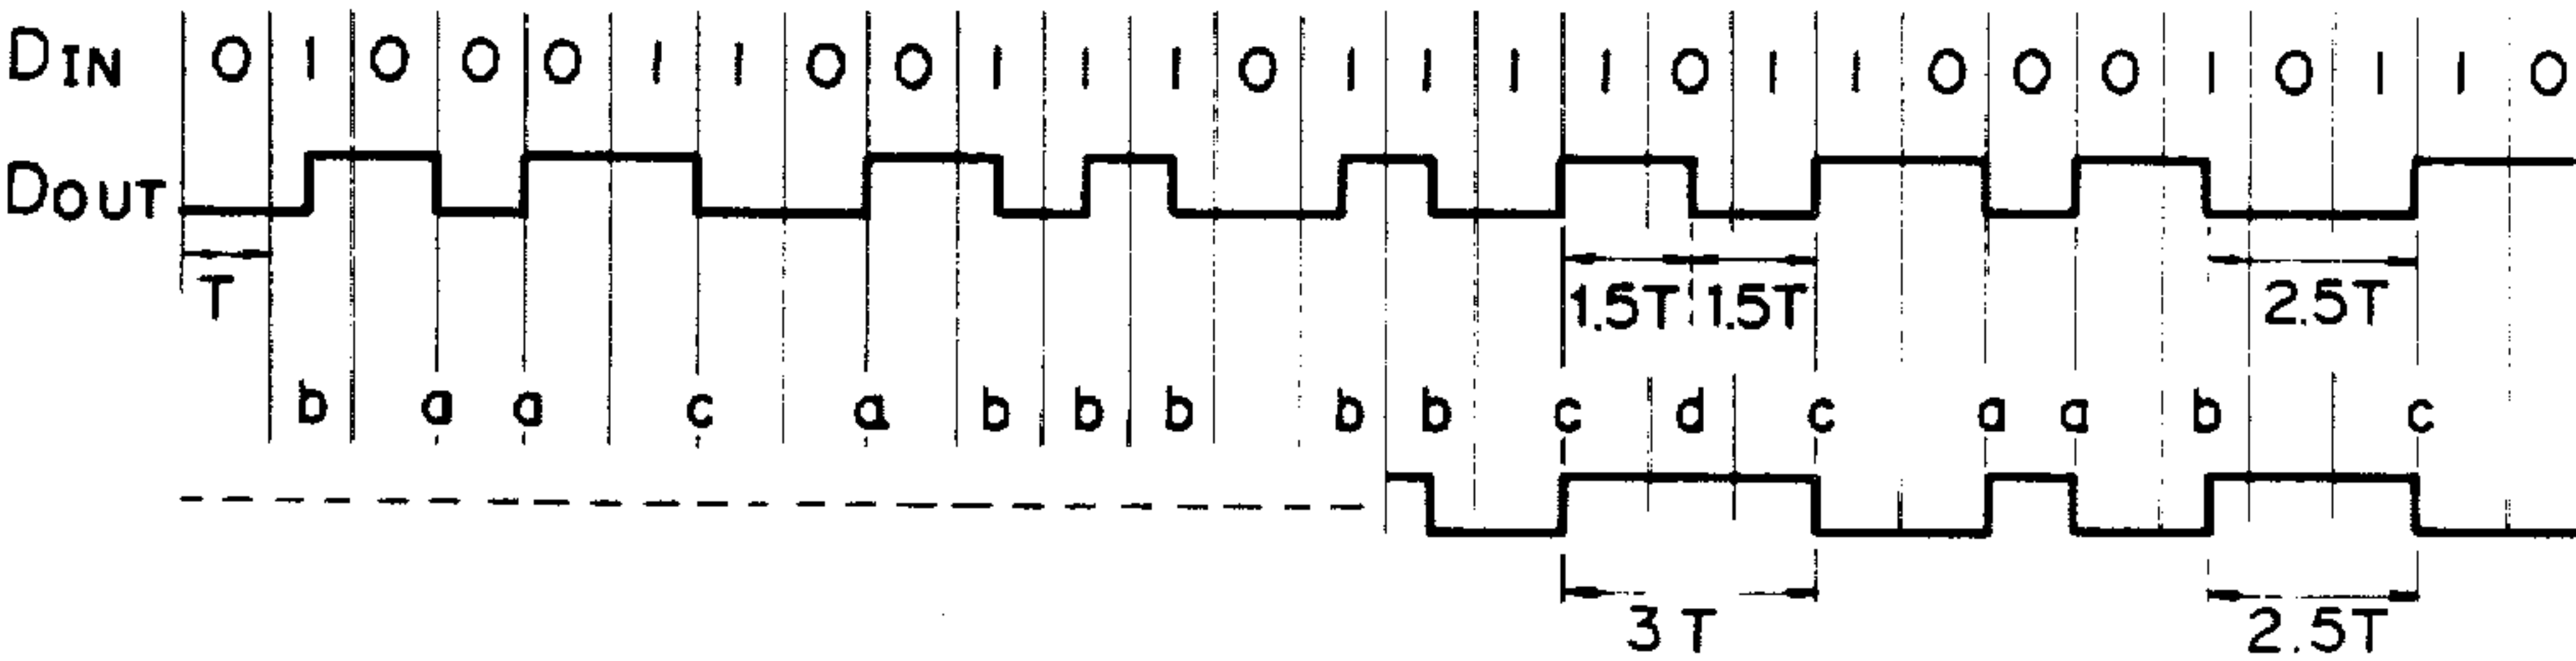 DIN 0 1 0 0 0 1 1 0 0 1 1 1 0 1 1 1 1 0 1 1 0 0 0 1 0 1 1 0
DOUT
T 1.5T 1.5T 2.5T
b a a c a b b b b b c d c a a b c
3T 2.5T